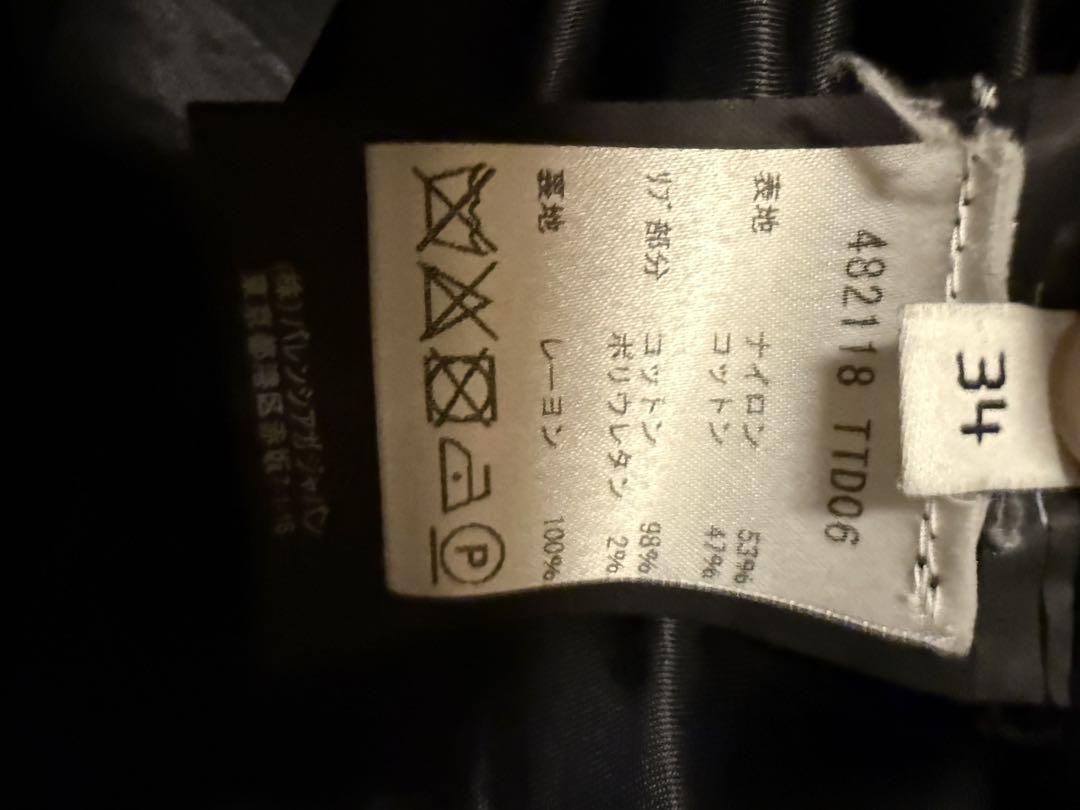 34
482118 TTD06
表地 ナイロン 53%
コットン 47%
リブ部分 コットン 98%
ポリウレタン 2%
裏地 レーヨン 100%
P